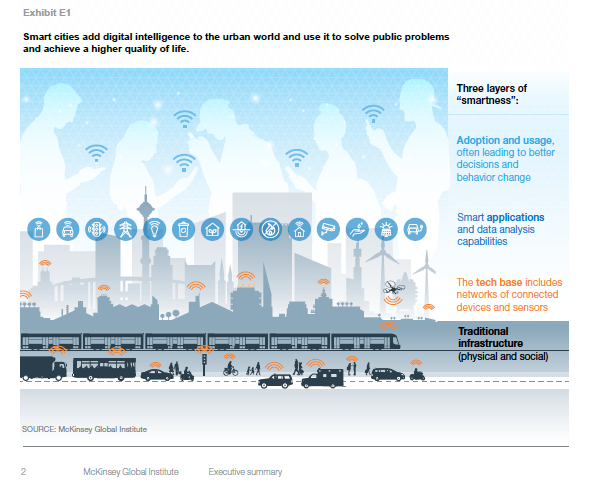 Exhibit E1
Smart cities add digital intelligence to the urban world and use it to solve public problems
and achieve a higher quality of life.
Three layers of
“smartness”:
Adoption and usage,
often leading to better
decisions and
behavior change
Smart applications
and data analysis
capabilities
The tech base includes
networks of connected
devices and sensors
Traditional
infrastructure
(physical and social)
SOURCE: McKinsey Global Institute
2 McKinsey Global Institute Executive summary